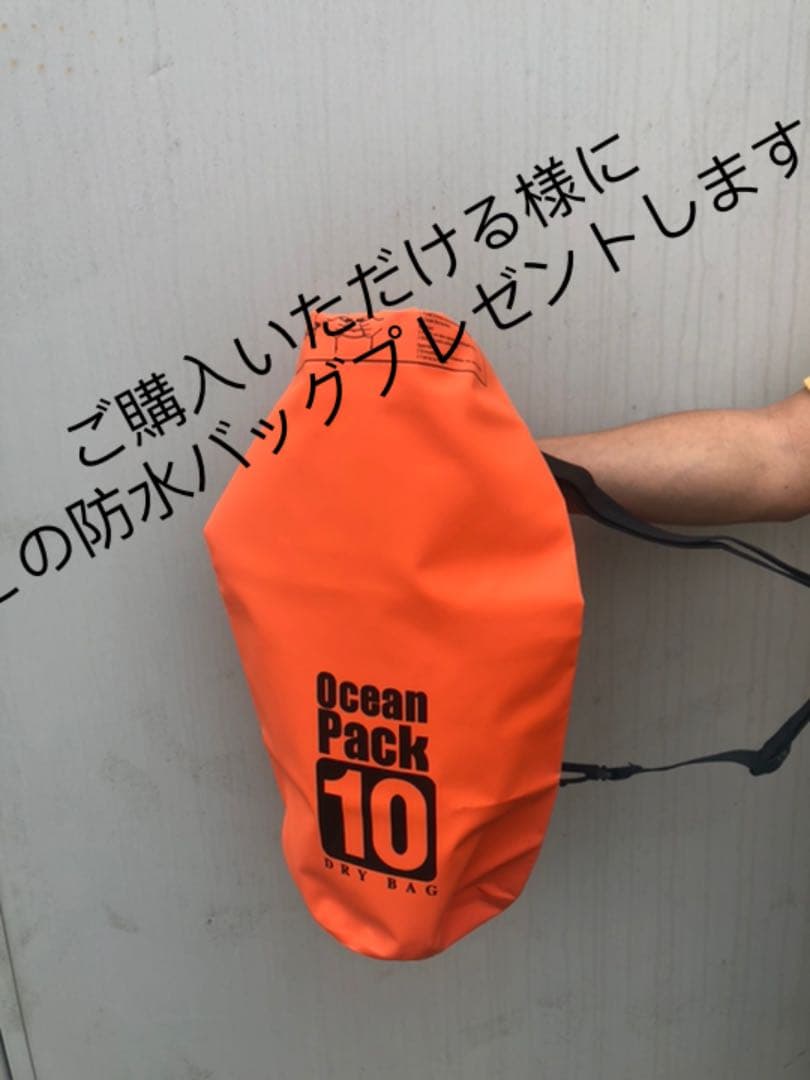 ご購入いただける様に
この防水バッグプレゼントします
Ocean
Pack
10
DRY BAG